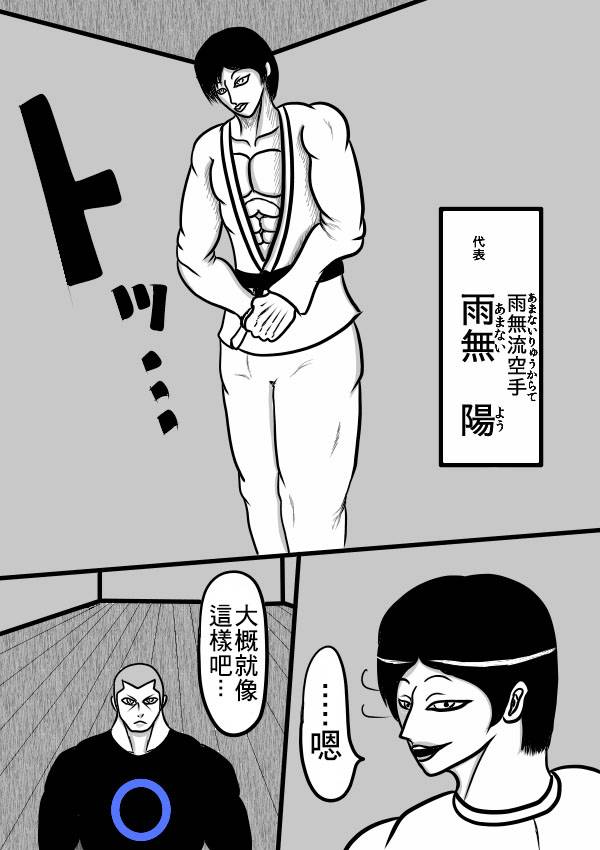 代表
雨無流空手
あまないりゅうからて
雨無 陽
あまない よう
トッ…
……嗯
大概就像
這樣吧…